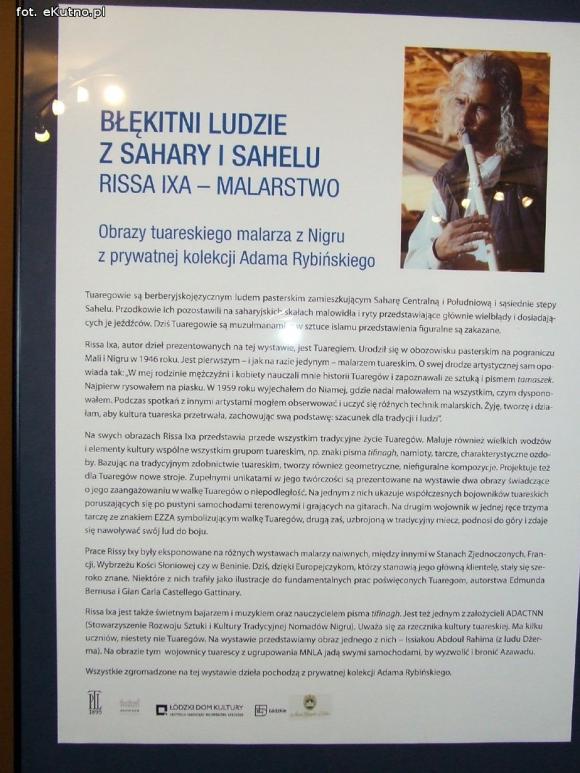 fot. eKutno.pl
BŁĘKITNI LUDZIE
Z SAHARY I SAHELU
RISSA IXA – MALARSTWO
Obrazy tuareskiego malarza z Nigru
z prywatnej kolekcji Adama Rybińskiego
Tuaregowie są berberyjskojęzycznym ludem pasterskim zamieszkującym Saharę Centralną i Południową i sąsiednie stepy
Sahelu. Przodkowie ich pozostawili na saharyjskich skałach malowidła i ryty przedstawiające głównie wielbłądy i dosiadają-
cych je jeźdźców. Dziś Tuaregowie są muzułmanami w sztuce islamu przedstawienia figuralne są zakazane.
Rissa Ixa, autor dzieł prezentowanych na tej wystawie, jest Tuaregiem. Urodził się w obozowisku pasterskim na pograniczu
Mali i Nigru w 1946 roku. Jest pierwszym – i jak na razie jedynym – malarzem tuareskim. O swej drodze artystycznej sam opo-
wiada tak: „W mej rodzinie mężczyźni i kobiety nauczali mnie historii Tuaregów i zapoznawali ze sztuką i pismem tamaszek.
Najpierw rysowałem na piasku. W 1959 roku wyjechałem do Niamej, gdzie nadal malowałem na wszystkim, czym dyspono-
wałem. Podczas spotkań z innymi artystami mogłem obserwować i uczyć się różnych technik malarskich. Żyję, tworzę i dzia-
łam, aby kultura tuareska przetrwała, zachowując swą podstawę: szacunek dla tradycji i ludzi".
Na swych obrazach Rissa Ixa przedstawia przede wszystkim tradycyjne życie Tuaregów. Maluje również wielkich wodzów
i elementy kultury wspólne wszystkim grupom tuareskim, np. znaki pisma tifinagh, namioty, tarcze, charakterystyczne ozdo-
by. Bazując na tradycyjnym zdobnictwie tuareskim, tworzy również geometryczne, niefiguralne kompozycje. Projektuje też
dla Tuaregów nowe stroje. Zupełnymi unikatami w jego twórczości są prezentowane na wystawie dwa obrazy świadczące
o jego zaangażowaniu w walkę Tuaregów o niepodległość. Na jednym z nich ukazuje współczesnych bojowników tuareskich
poruszających się po pustyni samochodami terenowymi i grających na gitarach. Na drugim wojownik w jednej ręce trzyma
tarczę ze znakiem EZZA symbolizującym walkę Tuaregów, drugą zaś, uzbrojoną w tradycyjny miecz, podnosi do góry i zdaje
się nawoływać swój lud do boju.
Prace Rissy Ixy były eksponowane na różnych wystawach malarzy naiwnych, między innymi w Stanach Zjednoczonych, Fran-
cji, Wybrzeżu Kości Słoniowej czy w Beninie. Dziś, dzięki Europejczykom, którzy stanowią jego główną klientelę, stały się sze-
roko znane. Niektóre z nich trafiły jako ilustracje do fundamentalnych prac poświęconych Tuaregom, autorstwa Edmunda
Bernusa i Gian Carla Castellego Gattinary.
Rissa Ixa jest także świetnym bajarzem i muzykiem oraz nauczycielem pisma tifinagh. Jest też jednym z założycieli ADACTNN
(Stowarzyszenie Rozwoju Sztuki i Kultury Tradycyjnej Nomadów Nigru). Uważa się za rzecznika kultury tuareskiej. Ma kilku
uczniów, niestety nie Tuaregów. Na wystawie przedstawiamy obraz jednego z nich – Issiakou Abdoul Rahima (z ludu Dżer-
ma). Na obrazie tym wojownicy tuarescy z ugrupowania MNLA jadą swymi samochodami, by wyzwolić i bronić Azawadu.
Wszystkie zgromadzone na tej wystawie dzieła pochodzą z prywatnej kolekcji Adama Rybińskiego.
PTL
1895
ŁÓDZKI DOM KULTURY
Łódzkie